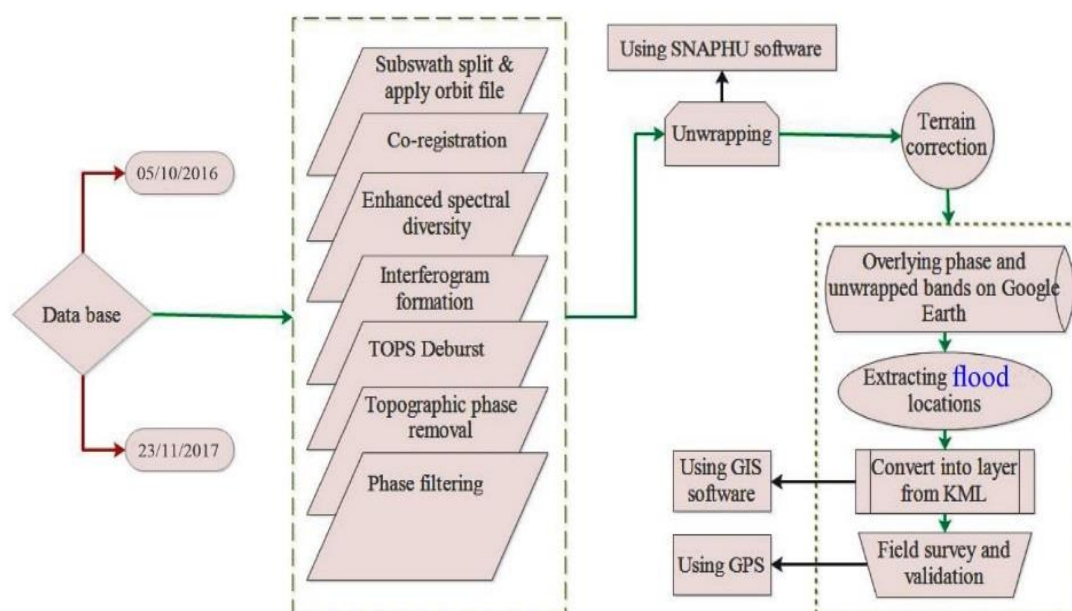 Data base
05/10/2016
23/11/2017
Subswath split &
apply orbit file
Co-registration
Enhanced spectral
diversity
Interferogram
formation
TOPS Deburst
Topographic phase
removal
Phase filtering
Using SNAPHU software
Unwrapping
Terrain
correction
Overlying phase and
unwrapped bands on Google
Earth
Extracting flood
locations
Convert into layer
from KML
Using GIS
software
Field survey and
validation
Using GPS